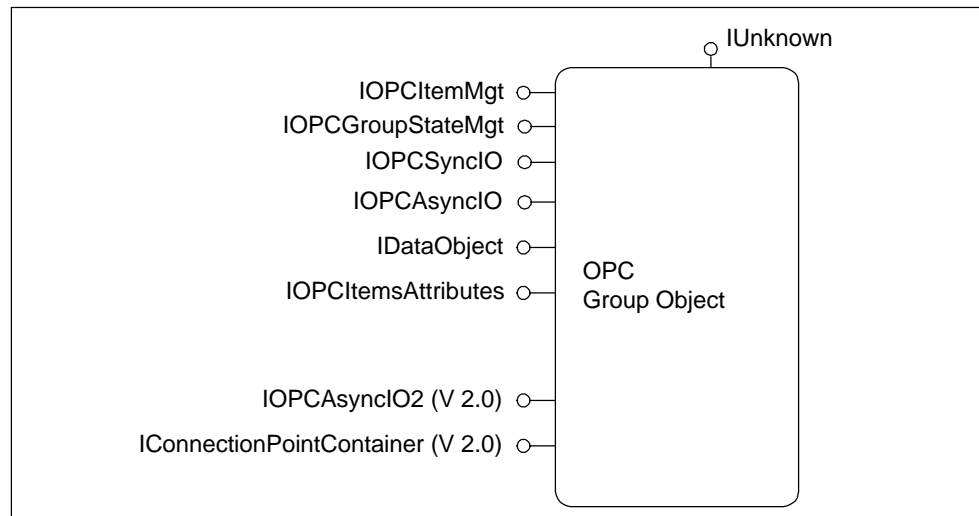 IUnknown
IOPCItemMgt
IOPCGroupStateMgt
IOPCSyncIO
IOPCAsyncIO
IDataObject
IOPCItemsAttributes
OPC
Group Object
IOPCAsyncIO2 (V 2.0)
IConnectionPointContainer (V 2.0)